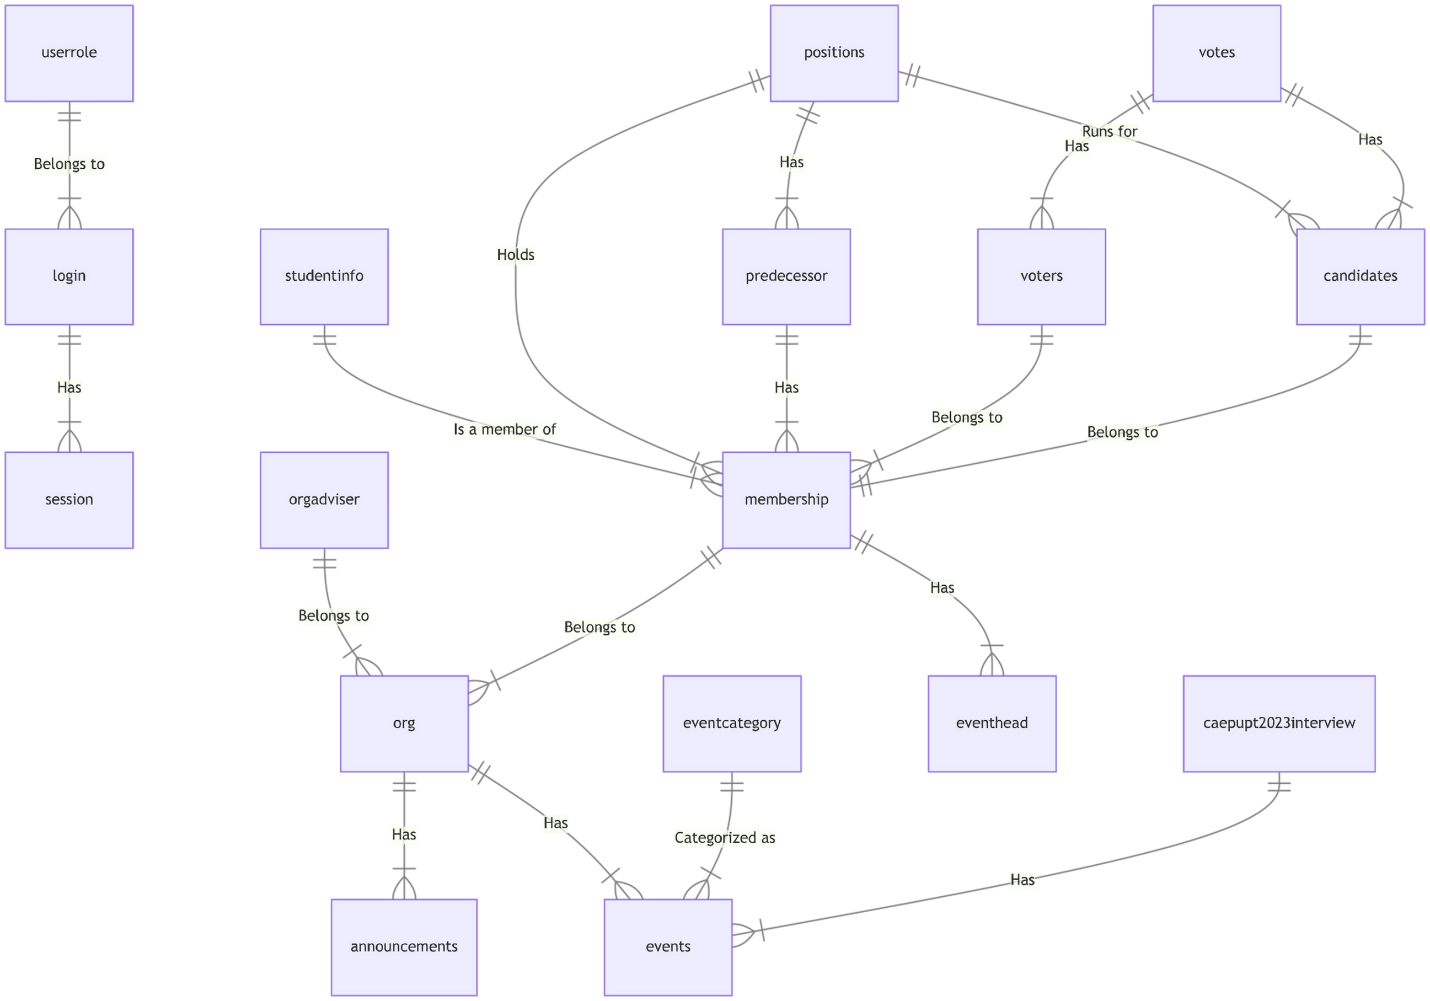 userrole
positions
votes
Runs for
Belongs to
Has
Has
Has
Holds
login
studentinfo
predecessor
voters
candidates
Has
Has
Is a member of
Belongs to
Belongs to
session
orgadviser
membership
Belongs to
Belongs to
Has
org
eventcategory
eventhead
caepupt2023interview
Has
Has
Categorized as
Has
announcements
events